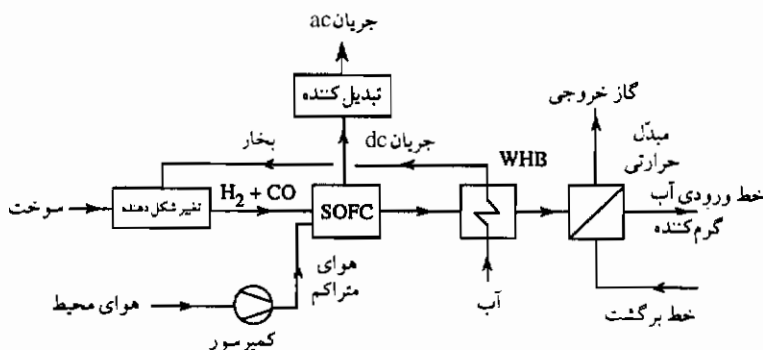 جریان ac
تبدیل کننده
گاز خروجی
مبدّل
حرارتی
بخار
جریان dc
WHB
سوخت
تغییر شکل دهنده
H₂ + CO
SOFC
خط ورودی آب
گرم کننده
هوای
متراکم
آب
خط برگشت
هوای محیط
کمپرسور